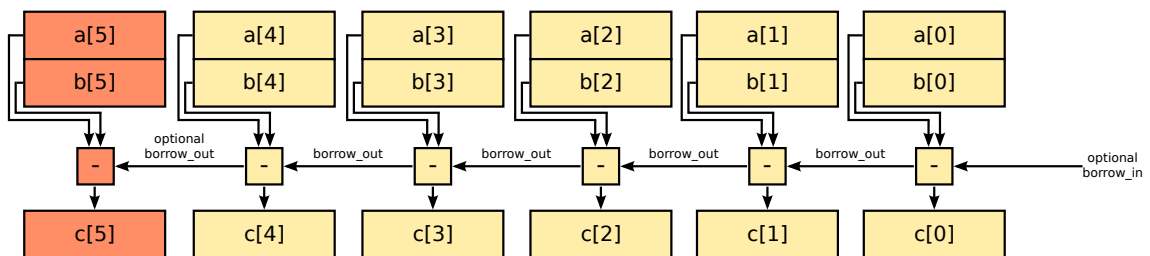 a[5] a[4] a[3] a[2] a[1] a[0]
b[5] b[4] b[3] b[2] b[1] b[0]
optional
borrow_out borrow_out borrow_out borrow_out borrow_out
- - - - - -
optional
borrow_in
c[5] c[4] c[3] c[2] c[1] c[0]